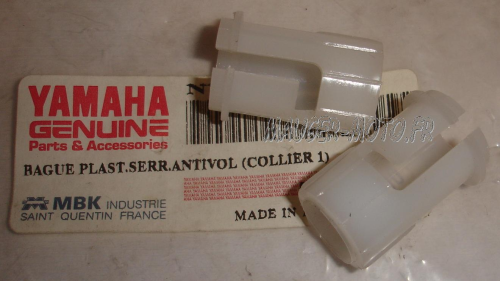 YAMAHA
GENUINE
Parts & Accessories
N
BAGUE PLAST.SERR.ANTIVOL (COLLIER 1)
MBK INDUSTRIE
SAINT QUENTIN FRANCE
MADE IN